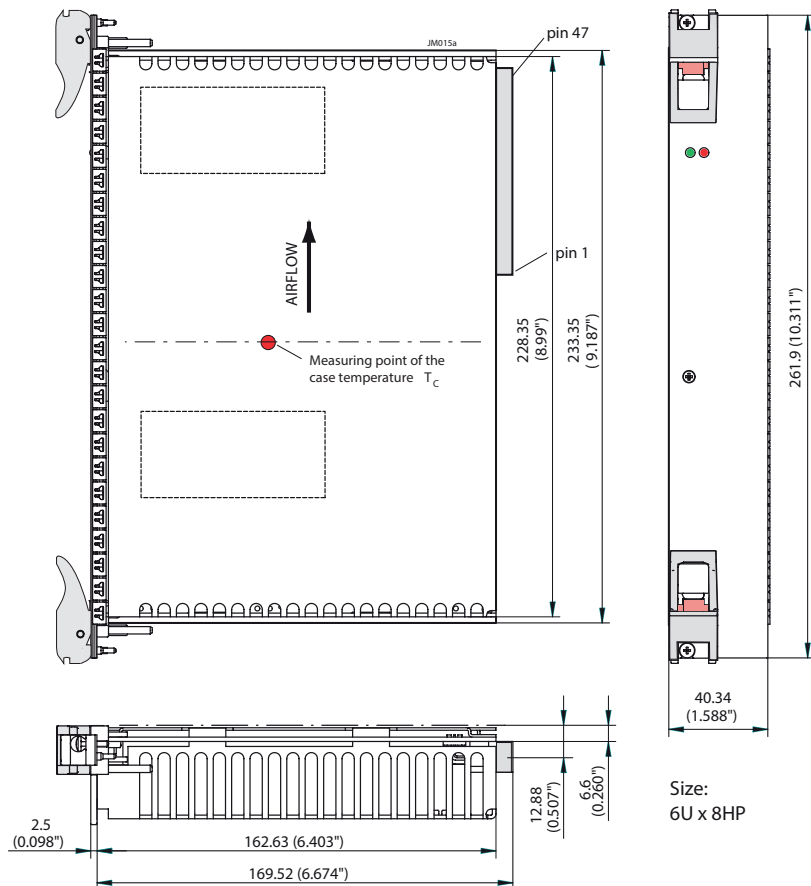 JM015a
pin 47
pin 1
AIRFLOW
Measuring point of the
case temperature T_C
228.35
(8.99")
233.35
( 9.187")
261.9 (10.311")
40.34
(1.588")
2.5
(0.098")
162.63 (6.403")
169.52 (6.674")
12.88
(0.507")
6.6
(0.260")
Size:
6U x 8HP